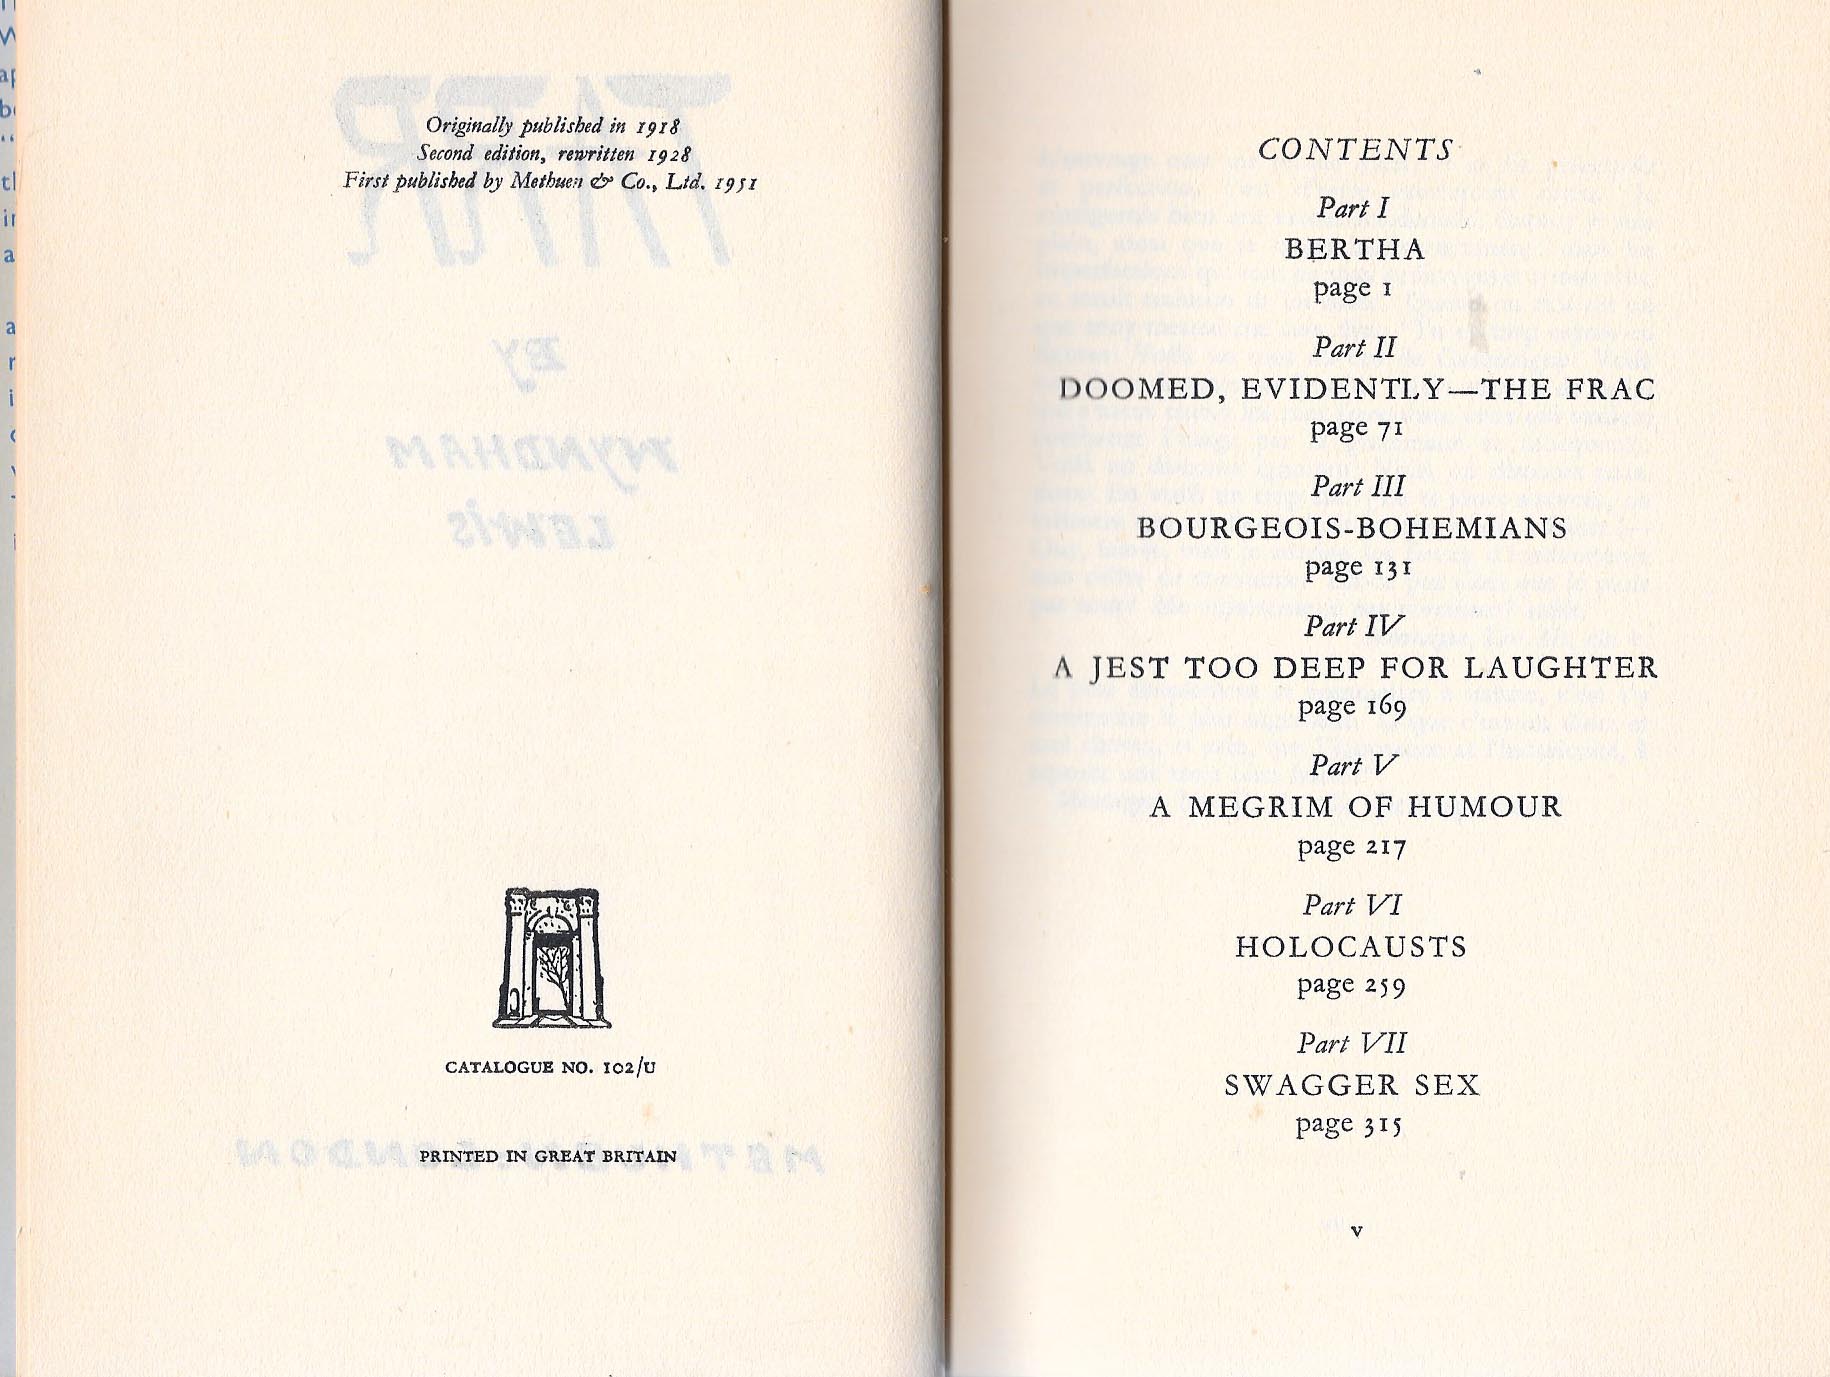 Originally published in 1918
Second edition, rewritten 1928
First published by Methuen & Co., Ltd. 1951
CATALOGUE NO. 102/U
PRINTED IN GREAT BRITAIN
CONTENTS
Part I
BERTHA
page 1
Part II
DOOMED, EVIDENTLY—THE FRAC
page 71
Part III
BOURGEOIS-BOHEMIANS
page 131
Part IV
A JEST TOO DEEP FOR LAUGHTER
page 169
Part V
A MEGRIM OF HUMOUR
page 217
Part VI
HOLOCAUSTS
page 259
Part VII
SWAGGER SEX
page 315
v